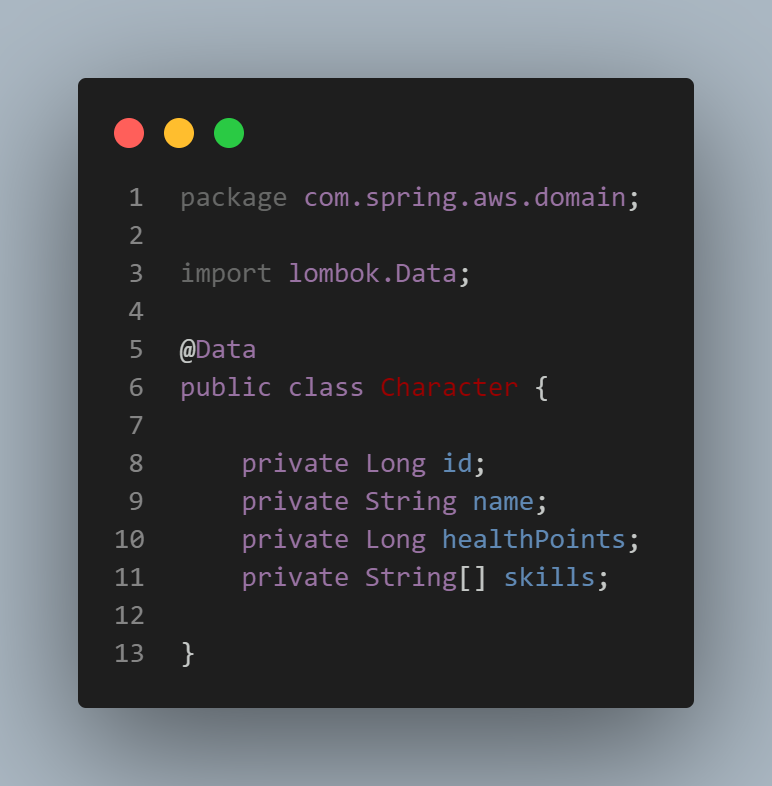 1 package com.spring.aws.domain;
2
3 import lombok.Data;
4
5 @Data
6 public class Character {
7
8     private Long id;
9     private String name;
10     private Long healthPoints;
11     private String[] skills;
12
13 }